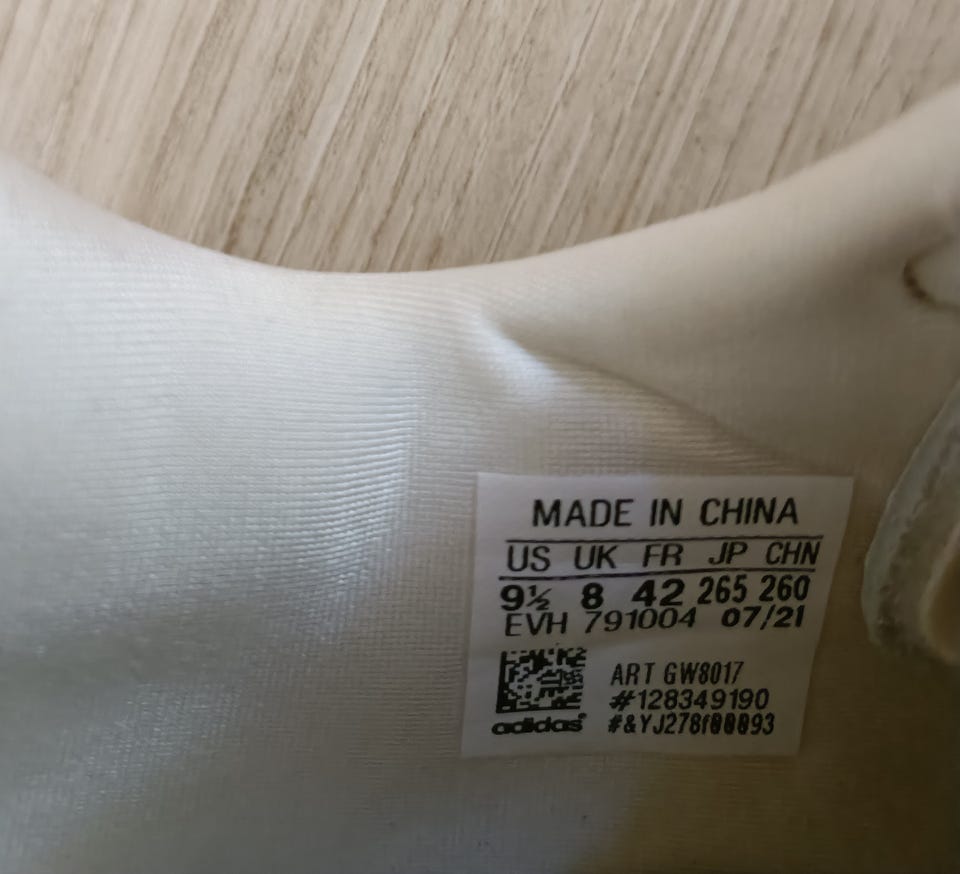 MADE IN CHINA
US UK FR JP CHN
9½ 8 42 265 260
EVH 791004 07/21
ART GW8017
#128349190
adidas